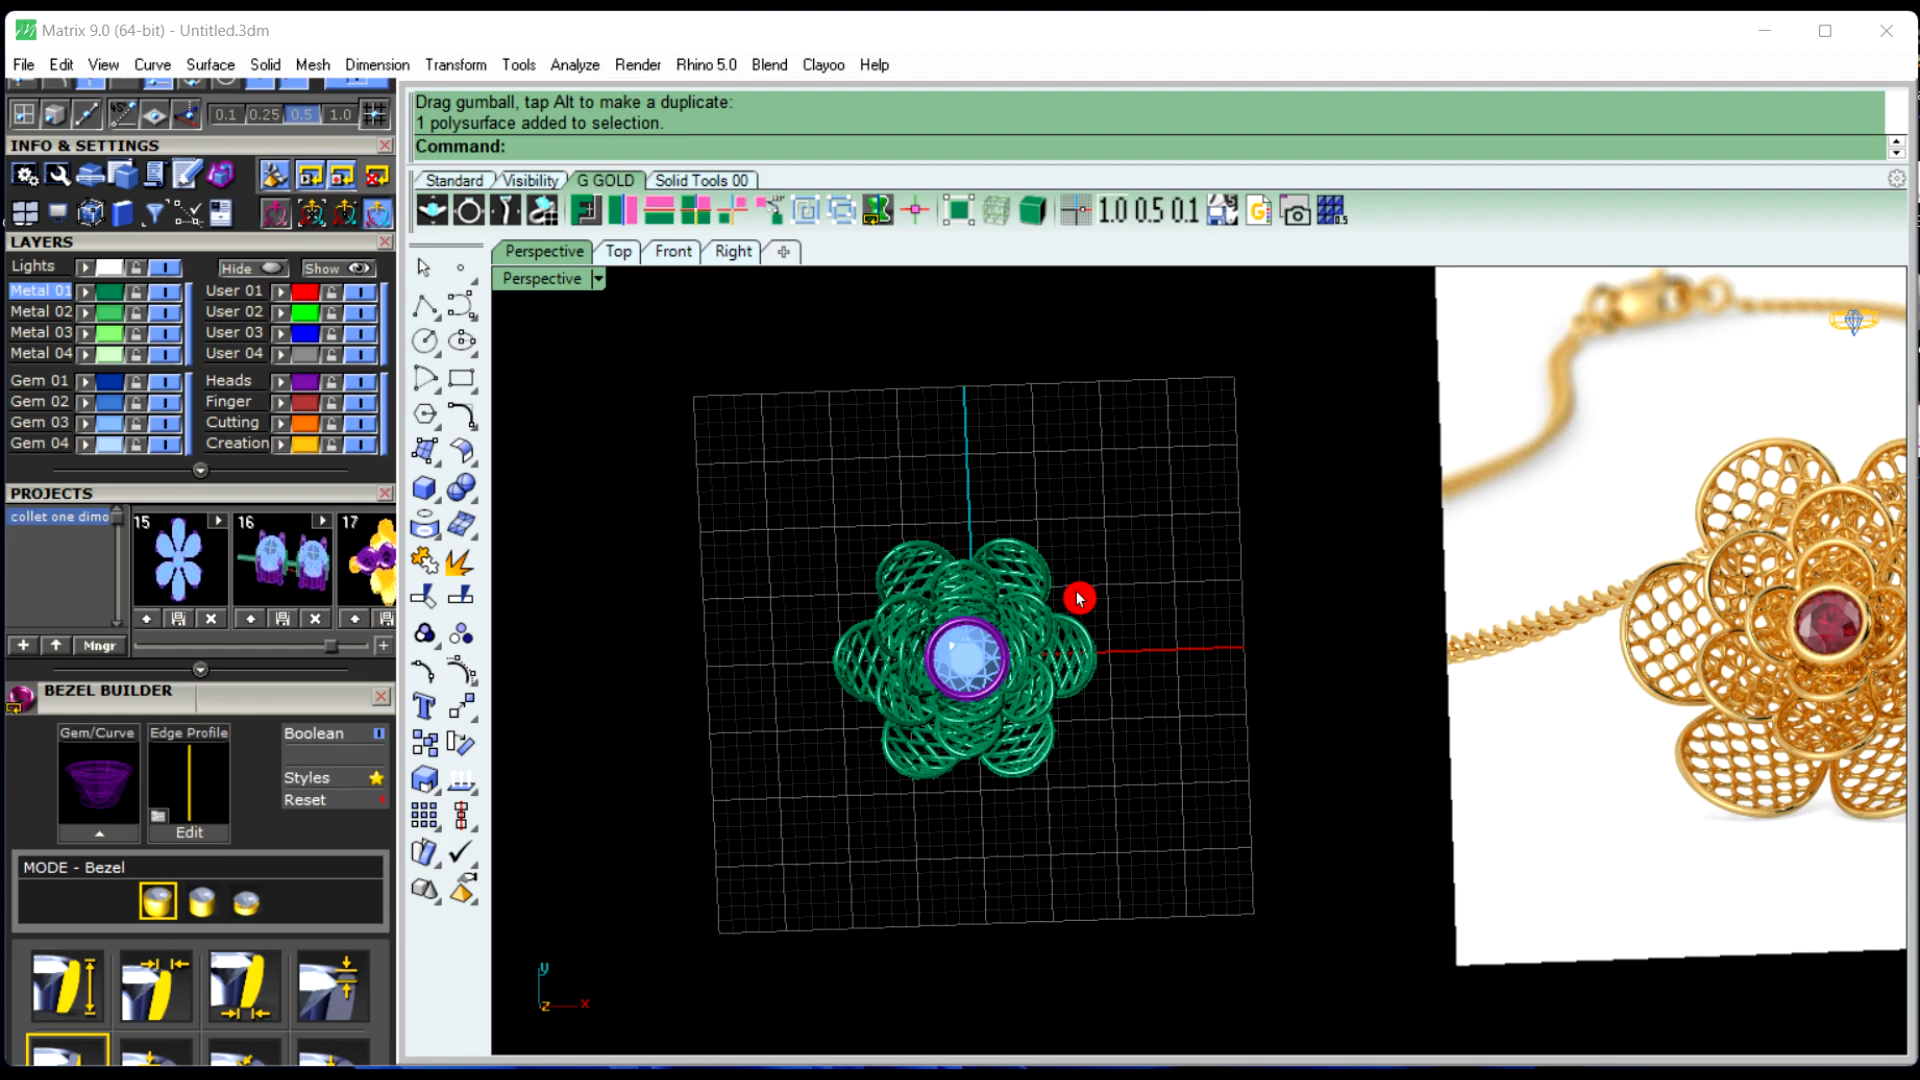 Matrix 9.0 (64-bit) - Untitled.3dm
File Edit View Curve Surface Solid Mesh Dimension Transform Tools Analyze Render Rhino 5.0 Blend Clayoo Help
0.1 0.25 0.5 1.0
INFO & SETTINGS
LAYERS
Lights Hide Show
Metal 01 User 01
Metal 02 User 02
Metal 03 User 03
Metal 04 User 04
Gem 01 Heads
Gem 02 Finger
Gem 03 Cutting
Gem 04 Creation
PROJECTS
collet one dimo 15 16 17
Mngr
BEZEL BUILDER
Gem/Curve Edge Profile Boolean
Styles
Reset
Edit
MODE - Bezel
Drag gumball, tap Alt to make a duplicate:
1 polysurface added to selection.
Command:
Standard Visibility G GOLD Solid Tools 00
1.0 0.5 0.1
Perspective Top Front Right
Perspective
y
z x